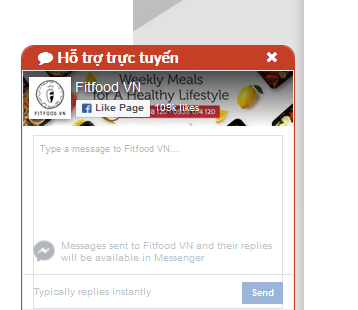 Hỗ trợ trực tuyến
Weekly Meals
for A Healthy Lifestyle
Fitfood VN
FITFOOD.VN
Like Page
109k likes
Type a message to Fitfood VN...
Messages sent to Fitfood VN and their replies
will be available in Messenger
Typically replies instantly
Send